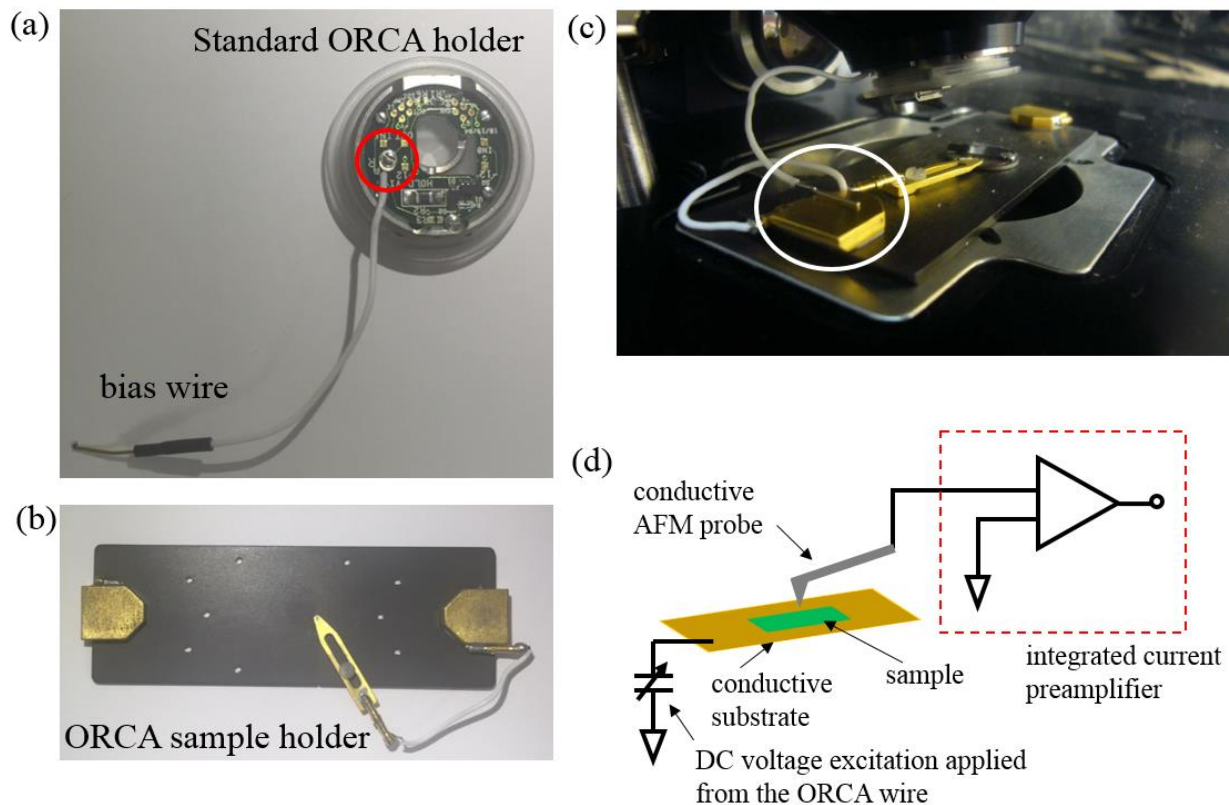 (a)
Standard ORCA holder
bias wire
(b)
ORCA sample holder
(c)
(d)
conductive
AFM probe
sample
conductive
substrate
integrated current
preamplifier
DC voltage excitation applied
from the ORCA wire